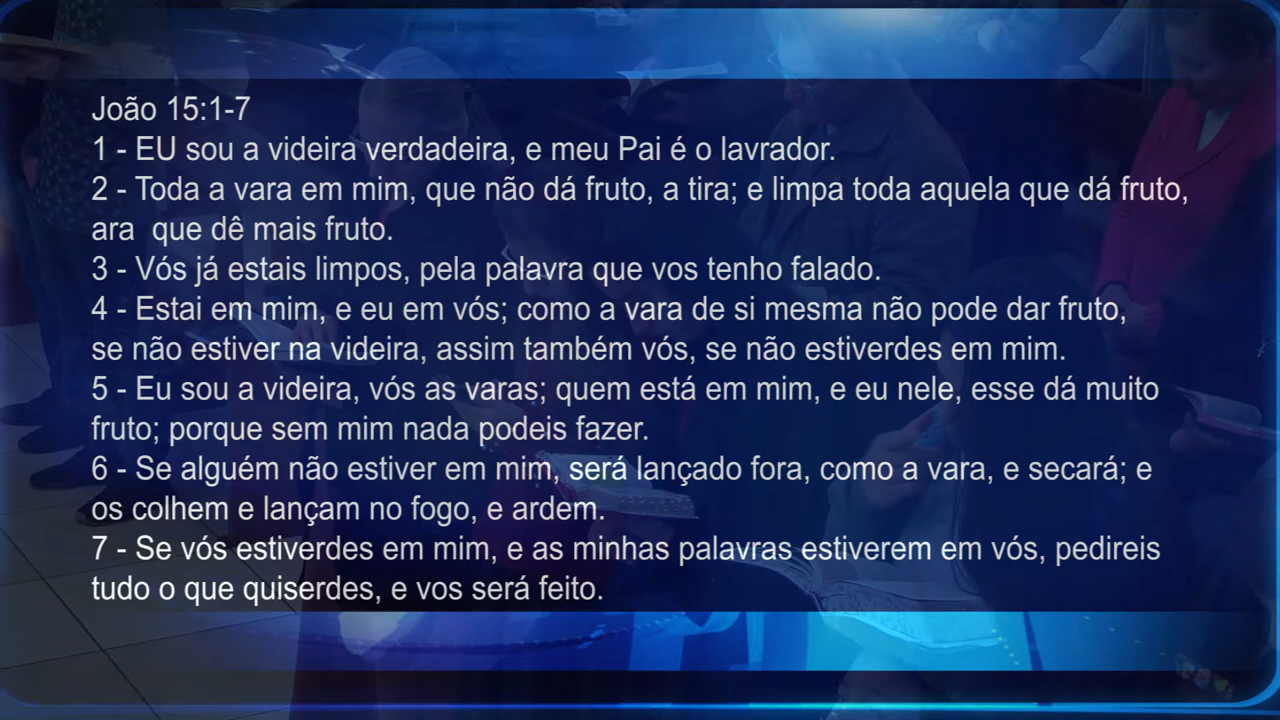 João 15:1-7
1 - EU sou a videira verdadeira, e meu Pai é o lavrador.
2 - Toda a vara em mim, que não dá fruto, a tira; e limpa toda aquela que dá fruto,
ara  que dê mais fruto.
3 - Vós já estais limpos, pela palavra que vos tenho falado.
4 - Estai em mim, e eu em vós; como a vara de si mesma não pode dar fruto,
se não estiver na videira, assim também vós, se não estiverdes em mim.
5 - Eu sou a videira, vós as varas; quem está em mim, e eu nele, esse dá muito
fruto; porque sem mim nada podeis fazer.
6 - Se alguém não estiver em mim, será lançado fora, como a vara, e secará; e
os colhem e lançam no fogo, e ardem.
7 - Se vós estiverdes em mim, e as minhas palavras estiverem em vós, pedireis
tudo o que quiserdes, e vos será feito.